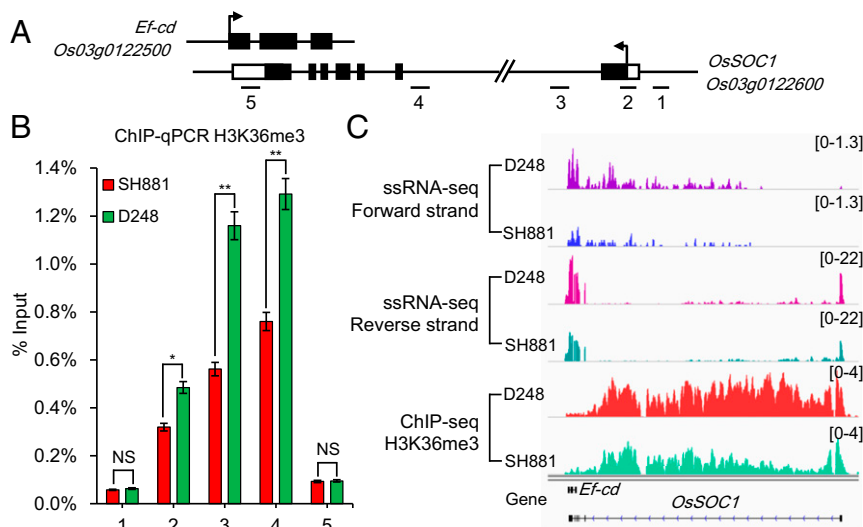 A
Ef-cd
Os03g0122500
OsSOC1
Os03g0122600
5 4 3 2 1
B
ChIP-qPCR H3K36me3
% Input
1.4%
1.2%
1.0%
0.8%
0.6%
0.4%
0.2%
0.0%
SH881
D248
NS * ** ** NS
1 2 3 4 5
C
ssRNA-seq
Forward strand
D248
[0-1.3]
SH881
[0-1.3]
ssRNA-seq
Reverse strand
D248
[0-22]
SH881
[0-22]
ChIP-seq
H3K36me3
D248
[0-4]
SH881
[0-4]
Gene
Ef-cd
OsSOC1